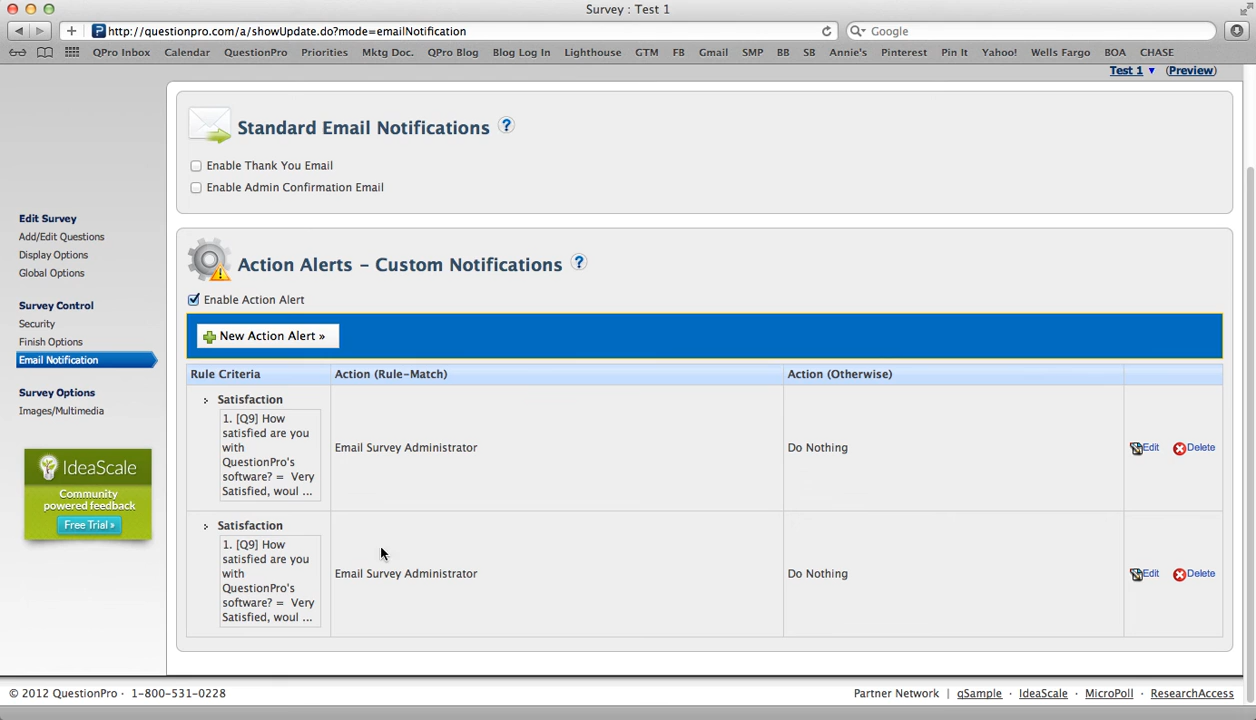 Survey : Test 1
http://questionpro.com/a/showUpdate.do?mode=emailNotification
Google
QPro Inbox Calendar QuestionPro Priorities Mktg Doc. QPro Blog Blog Log In Lighthouse GTM FB Gmail SMP BB SB Annie's Pinterest Pin It Yahoo! Wells Fargo BOA CHASE
Test 1 ▼ (Preview)
Standard Email Notifications ?
Enable Thank You Email
Enable Admin Confirmation Email
Edit Survey
Add/Edit Questions
Display Options
Global Options
Survey Control
Security
Finish Options
Email Notification
Survey Options
Images/Multimedia
IdeaScale
Community
powered feedback
Free Trial »
Action Alerts – Custom Notifications ?
Enable Action Alert
New Action Alert »
Rule Criteria Action (Rule-Match) Action (Otherwise)
Satisfaction
1. [Q9] How
satisfied are you
with
QuestionPro's
software? = Very
Satisfied, woul ...
Email Survey Administrator Do Nothing Edit Delete
Satisfaction
1. [Q9] How
satisfied are you
with
QuestionPro's
software? = Very
Satisfied, woul ...
Email Survey Administrator Do Nothing Edit Delete
© 2012 QuestionPro · 1-800-531-0228 Partner Network | qSample · IdeaScale · MicroPoll · ResearchAccess